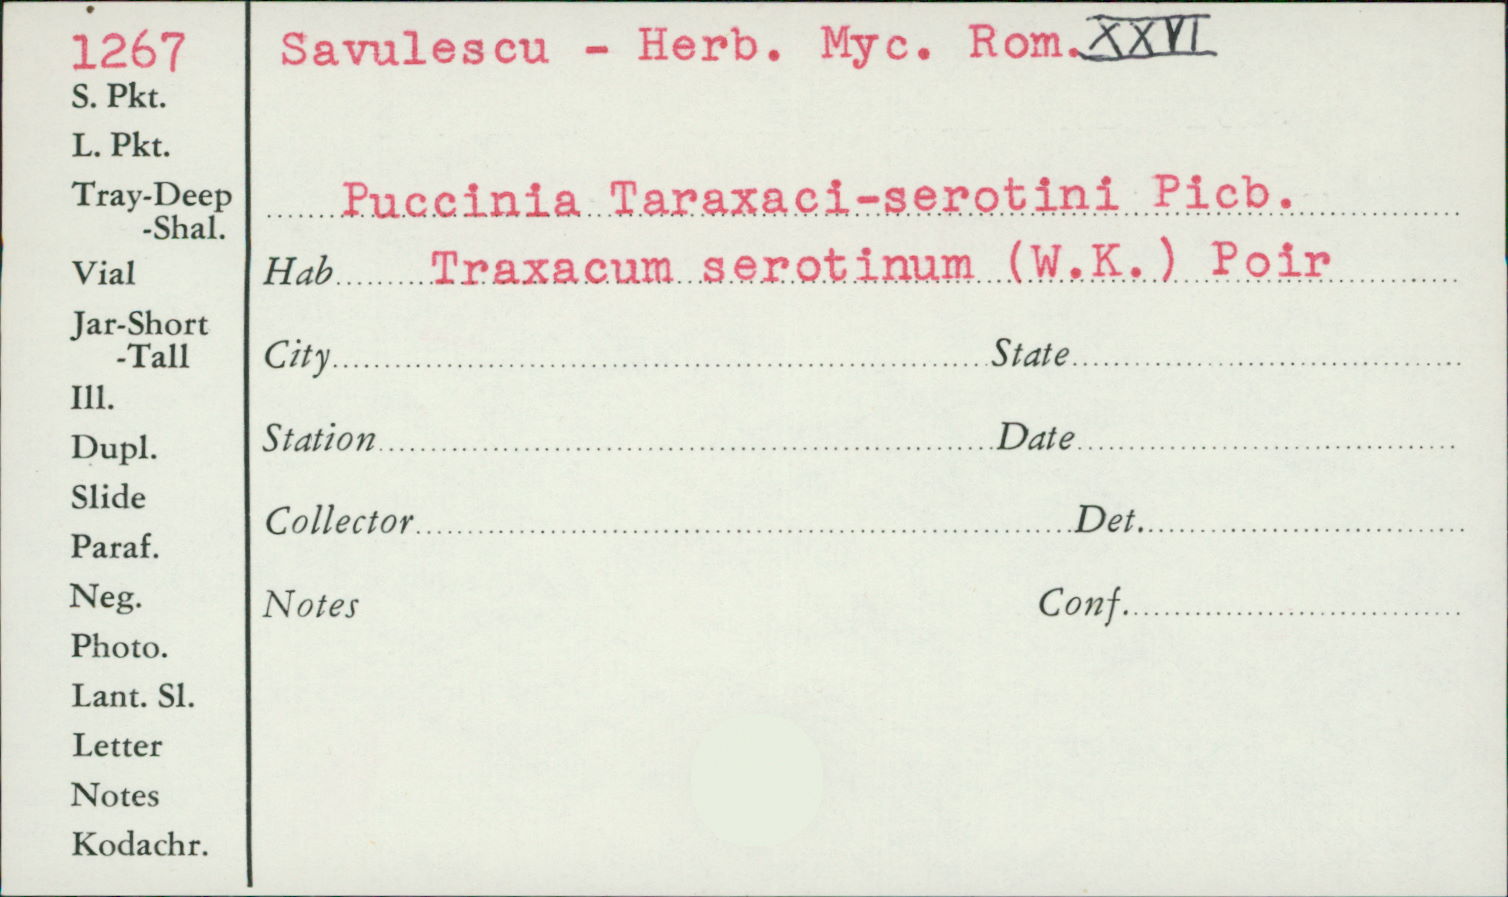 1267 Savulescu - Herb. Myc. Rom. XXVI
S. Pkt.
L. Pkt.
Tray-Deep
-Shal.
Puccinia Taraxaci-serotini Picb.
Vial
Hab Traxacum serotinum (W.K.) Poir
Jar-Short
-Tall
City State
Ill.
Dupl.
Station Date
Slide
Collector Det.
Paraf.
Neg.
Notes Conf.
Photo.
Lant. Sl.
Letter
Notes
Kodachr.